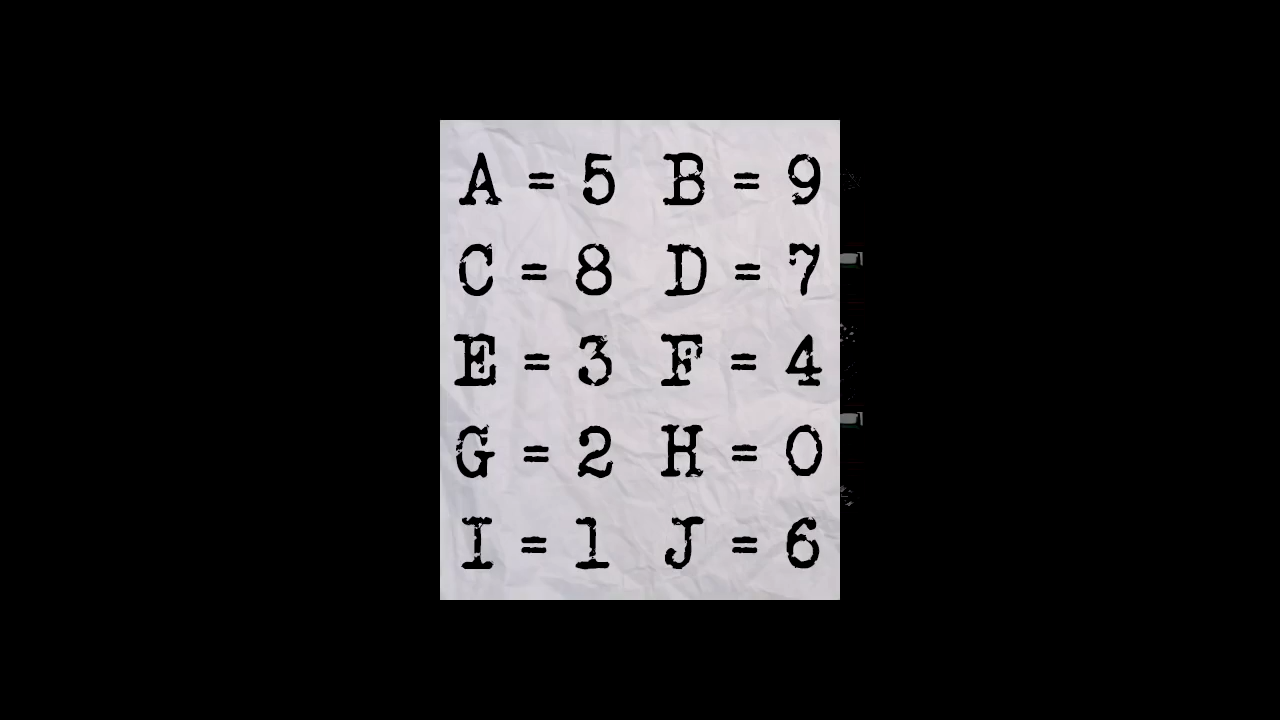 A = 5 B = 9
C = 8 D = 7
E = 3 F = 4
G = 2 H = 0
I = 1 J = 6